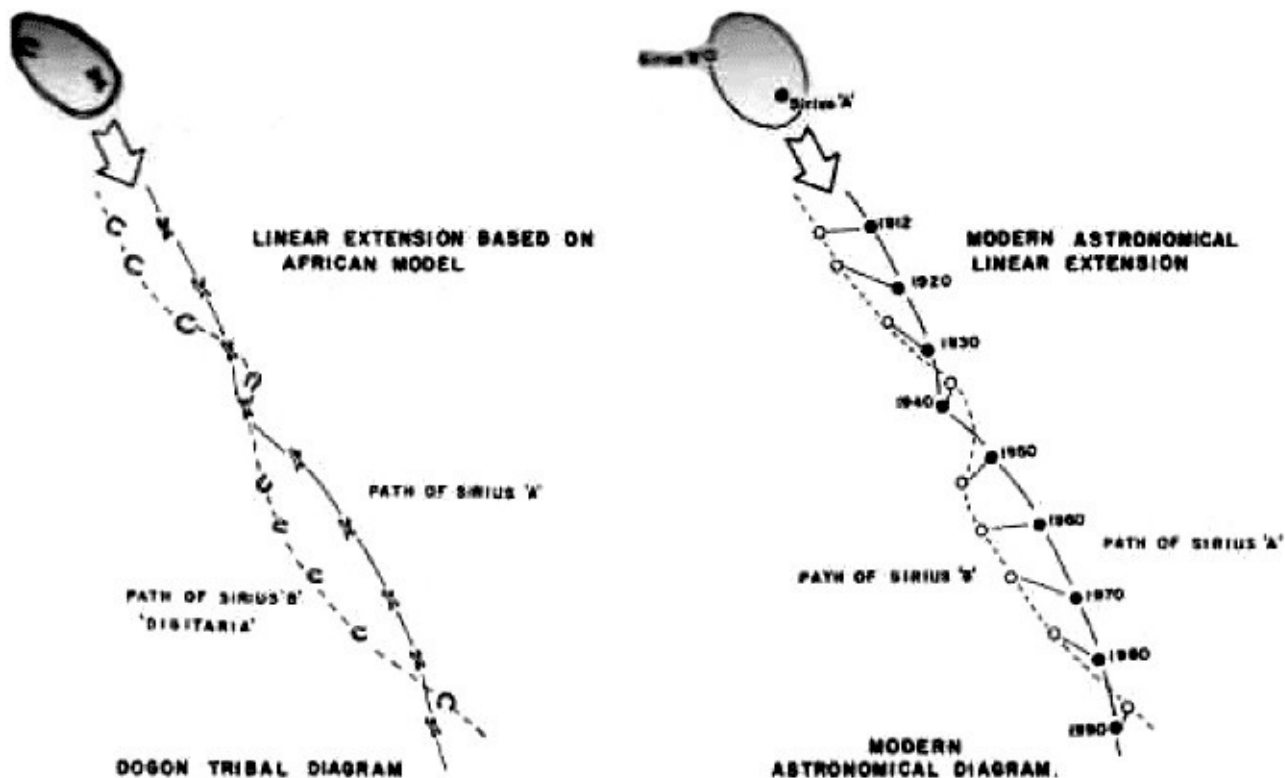 Sirius 'B'
Sirius 'A'
LINEAR EXTENSION BASED ON
AFRICAN MODEL
PATH OF SIRIUS 'A'
PATH OF SIRIUS 'B'
'DIGITARIA'
DOGON TRIBAL DIAGRAM
1912
1920
1930
1940
1950
1960
1970
1980
1990
MODERN ASTRONOMICAL
LINEAR EXTENSION
PATH OF SIRIUS 'A'
PATH OF SIRIUS 'B'
MODERN
ASTRONOMICAL DIAGRAM.